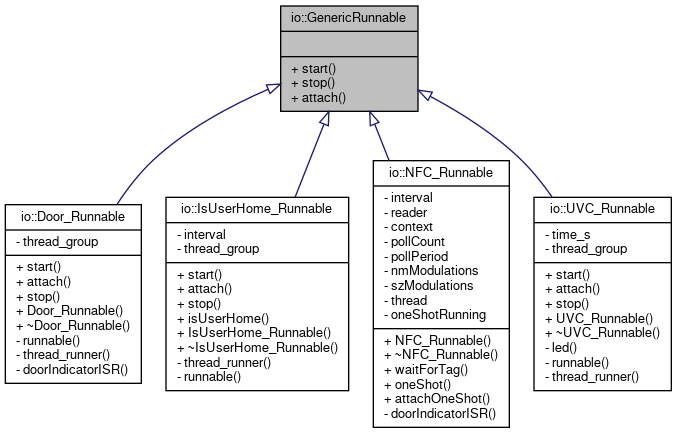 io::GenericRunnable
+ start()
+ stop()
+ attach()
io::Door_Runnable
- thread_group
+ start()
+ attach()
+ stop()
+ Door_Runnable()
+ ~Door_Runnable()
- runnable()
- thread_runner()
- doorIndicatorISR()
io::IsUserHome_Runnable
- interval
- thread_group
+ start()
+ attach()
+ stop()
+ isUserHome()
+ IsUserHome_Runnable()
+ ~IsUserHome_Runnable()
- thread_runner()
- runnable()
io::NFC_Runnable
- interval
- reader
- context
- pollCount
- pollPeriod
- nmModulations
- szModulations
- thread
- oneShotRunning
+ NFC_Runnable()
+ ~NFC_Runnable()
+ waitForTag()
+ oneShot()
+ attachOneShot()
- doorIndicatorISR()
io::UVC_Runnable
- time_s
- thread_group
+ start()
+ attach()
+ stop()
+ UVC_Runnable()
+ ~UVC_Runnable()
- led()
- runnable()
- thread_runner()